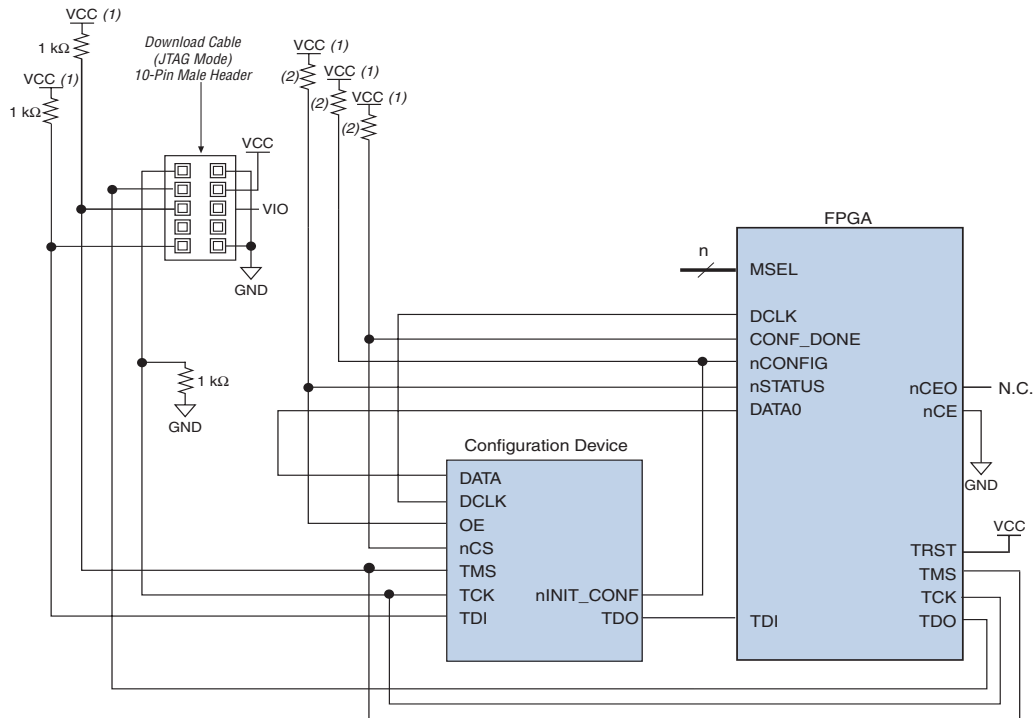 VCC (1)
1 kΩ
VCC (1)
1 kΩ
Download Cable
(JTAG Mode)
10-Pin Male Header
VCC
VIO
GND
1 kΩ
GND
VCC (1)
(2)
VCC (1)
(2)
VCC (1)
(2)
FPGA
n
MSEL
DCLK
CONF_DONE
nCONFIG
nSTATUS
DATA0
nCEO
N.C.
nCE
GND
VCC
TRST
TMS
TCK
TDO
TDI
Configuration Device
DATA
DCLK
OE
nCS
TMS
TCK
TDI
nINIT_CONF
TDO